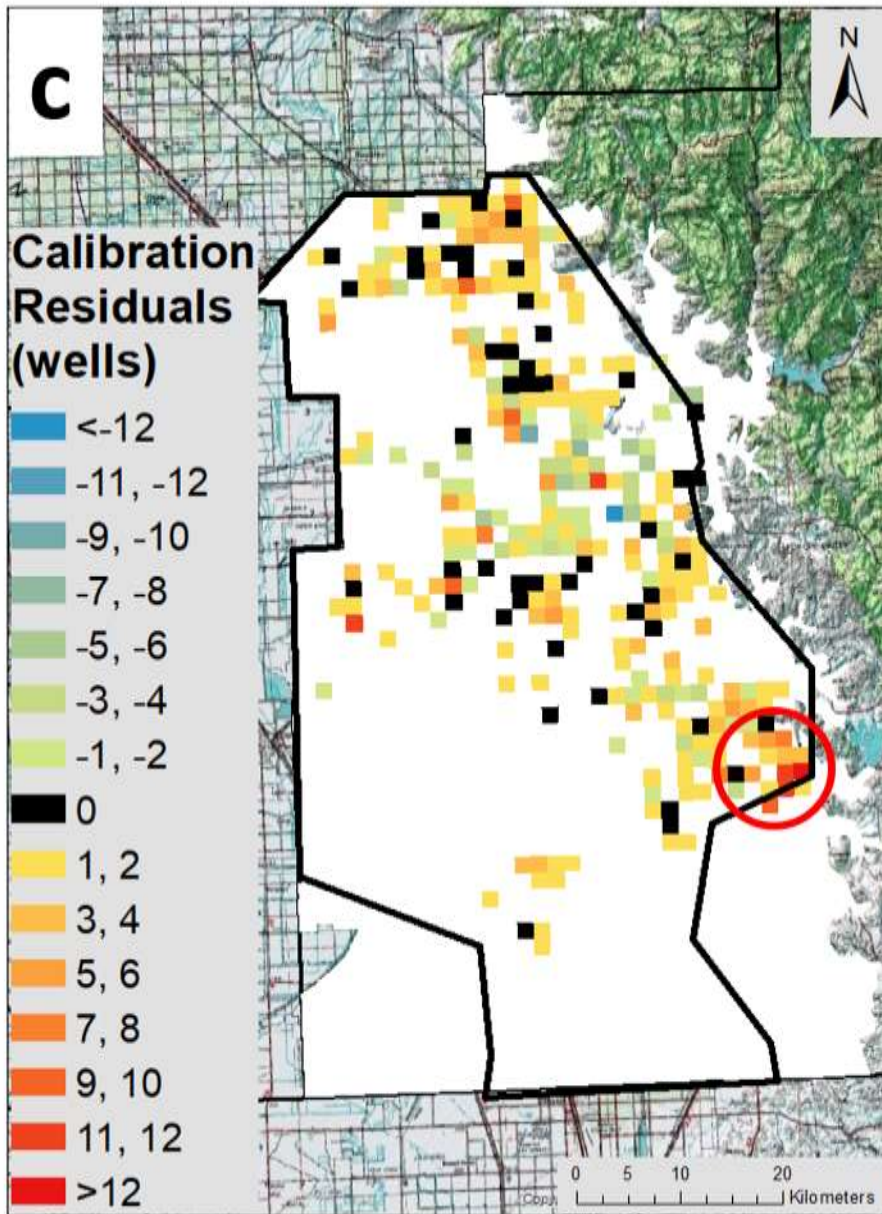 c
N
Calibration
Residuals
(wells)
<-12
-11, -12
-9, -10
-7, -8
-5, -6
-3, -4
-1, -2
0
1, 2
3, 4
5, 6
7, 8
9, 10
11, 12
>12
0 5 10 20
Kilometers